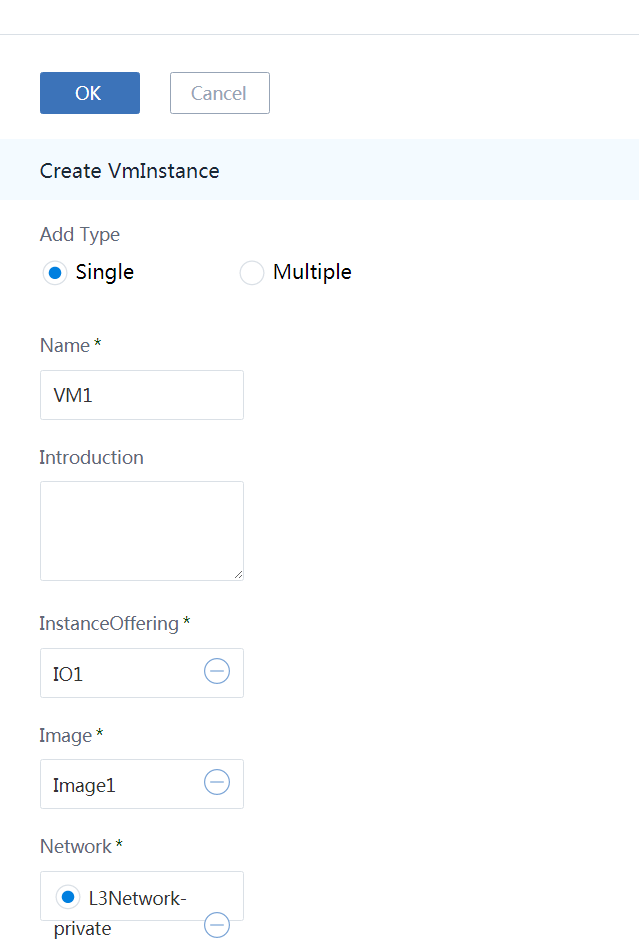 OK Cancel
Create VmInstance
Add Type
Single Multiple
Name *
VM1
Introduction
InstanceOffering *
IO1
Image *
Image1
Network *
L3Network-
private